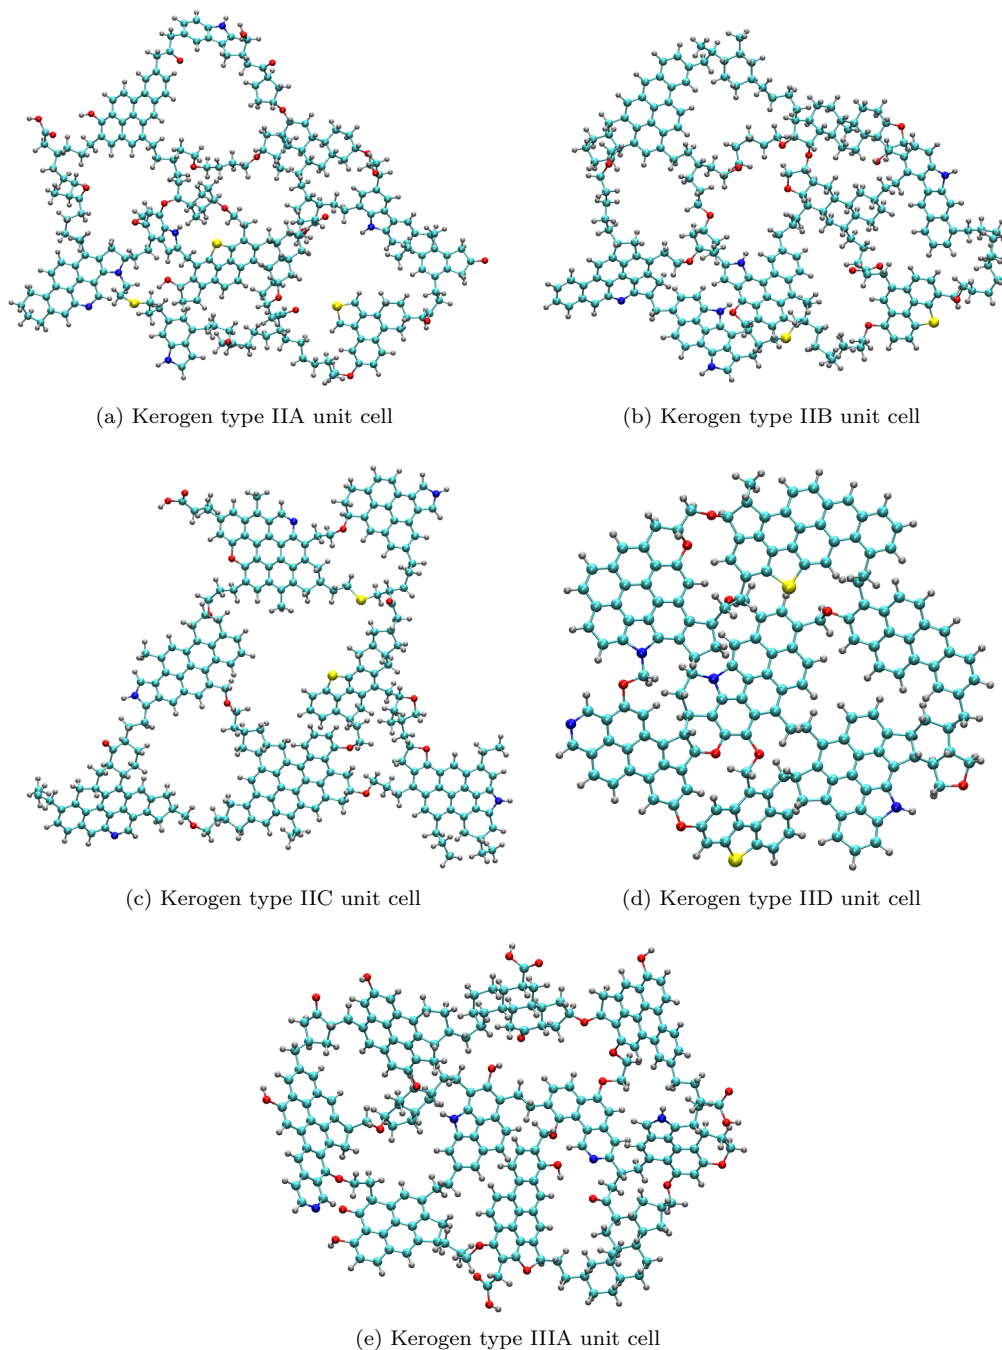 (a) Kerogen type IIA unit cell
(b) Kerogen type IIB unit cell
(c) Kerogen type IIC unit cell
(d) Kerogen type IID unit cell
(e) Kerogen type IIIA unit cell